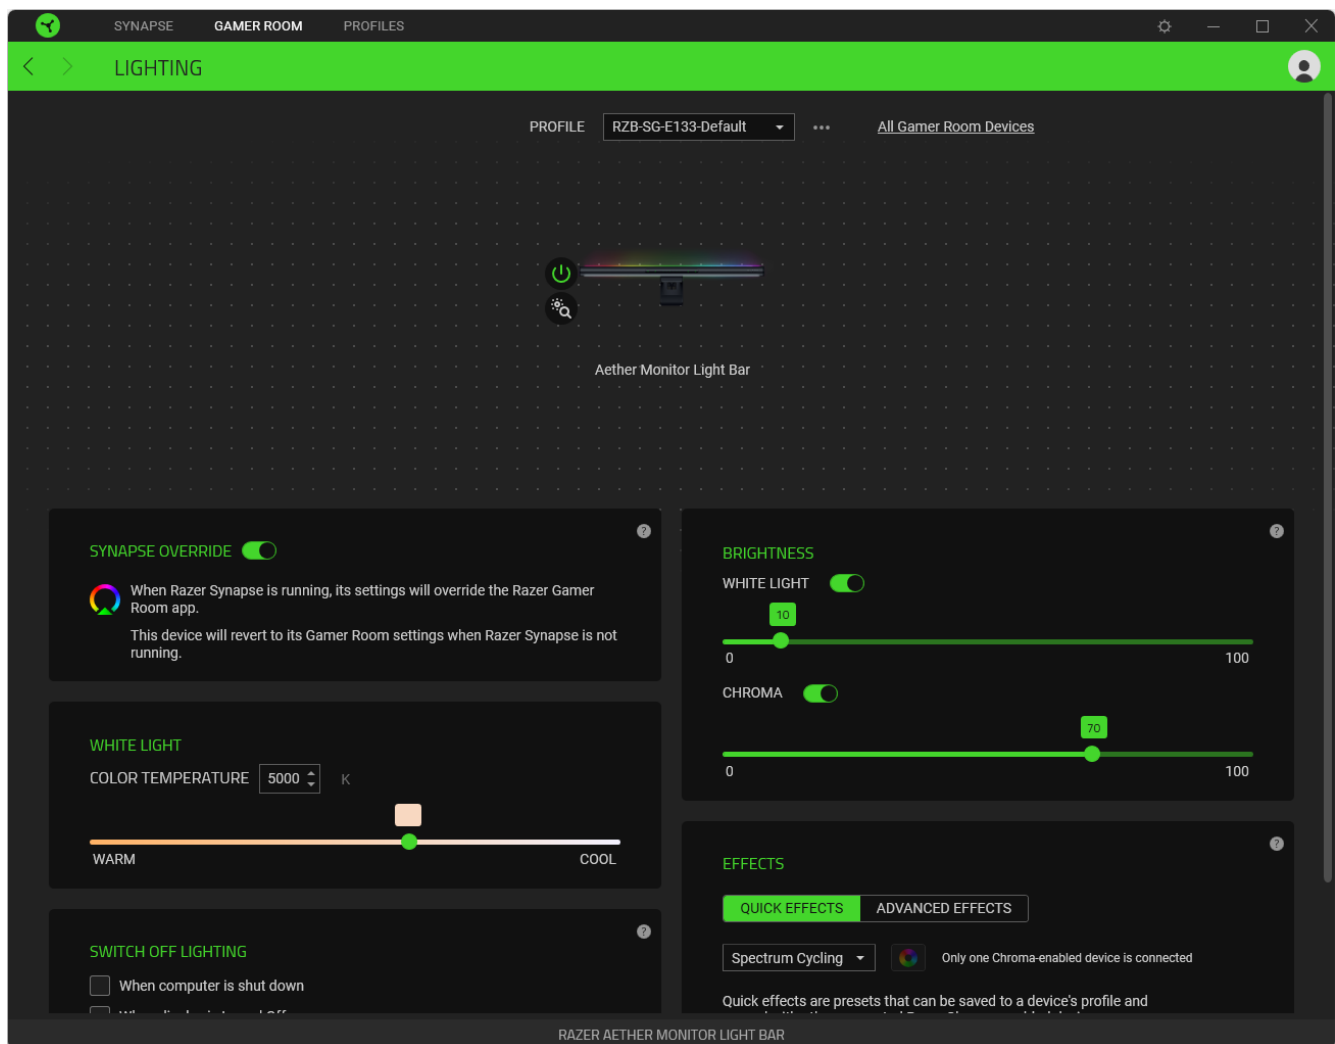 SYNAPSE GAMER ROOM PROFILES
LIGHTING
PROFILE RZB-SG-E133-Default All Gamer Room Devices
Aether Monitor Light Bar
SYNAPSE OVERRIDE
When Razer Synapse is running, its settings will override the Razer Gamer
Room app.
This device will revert to its Gamer Room settings when Razer Synapse is not
running.
WHITE LIGHT
COLOR TEMPERATURE 5000 K
WARM COOL
SWITCH OFF LIGHTING
When computer is shut down
BRIGHTNESS
WHITE LIGHT
10
0 100
CHROMA
70
0 100
EFFECTS
QUICK EFFECTS ADVANCED EFFECTS
Spectrum Cycling Only one Chroma-enabled device is connected
Quick effects are presets that can be saved to a device's profile and
RAZER AETHER MONITOR LIGHT BAR